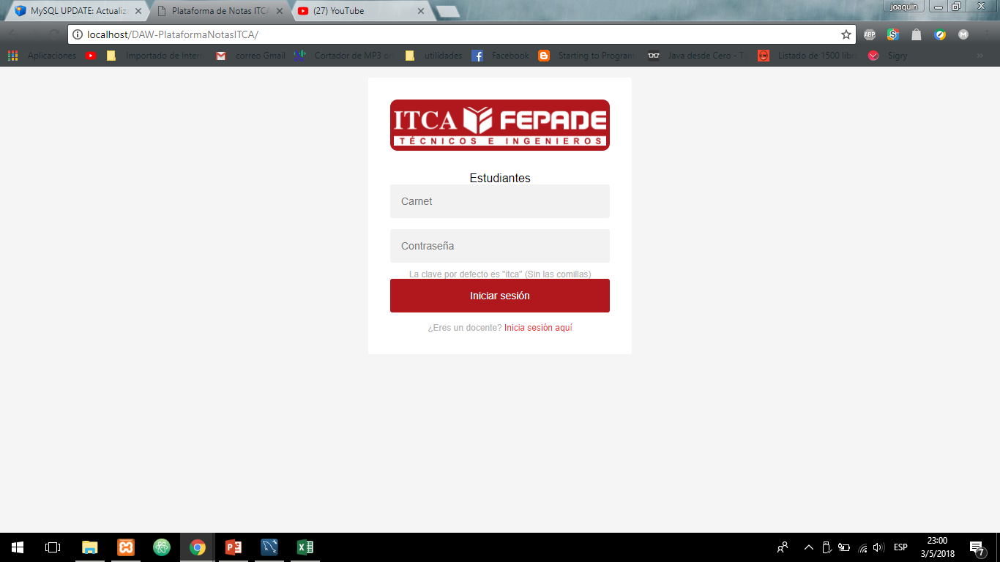 MySQL UPDATE: Actualiz
Plataforma de Notas ITCA
(27) YouTube
joaquin
localhost/DAW-PlataformaNotasITCA/
ABP
S
M
Aplicaciones
Importado de Intern
correo Gmail
Cortador de MP3 on
utilidades
Facebook
Starting to Program
Java desde Cero - T
Listado de 1500 libr
Sigry
»
ITCA FEPADE
TÉCNICOS E INGENIEROS
Estudiantes
Carnet
Contraseña
La clave por defecto es "itca" (Sin las comillas)
Iniciar sesión
¿Eres un docente? Inicia sesión aquí
ESP
23:00
3/5/2018
7